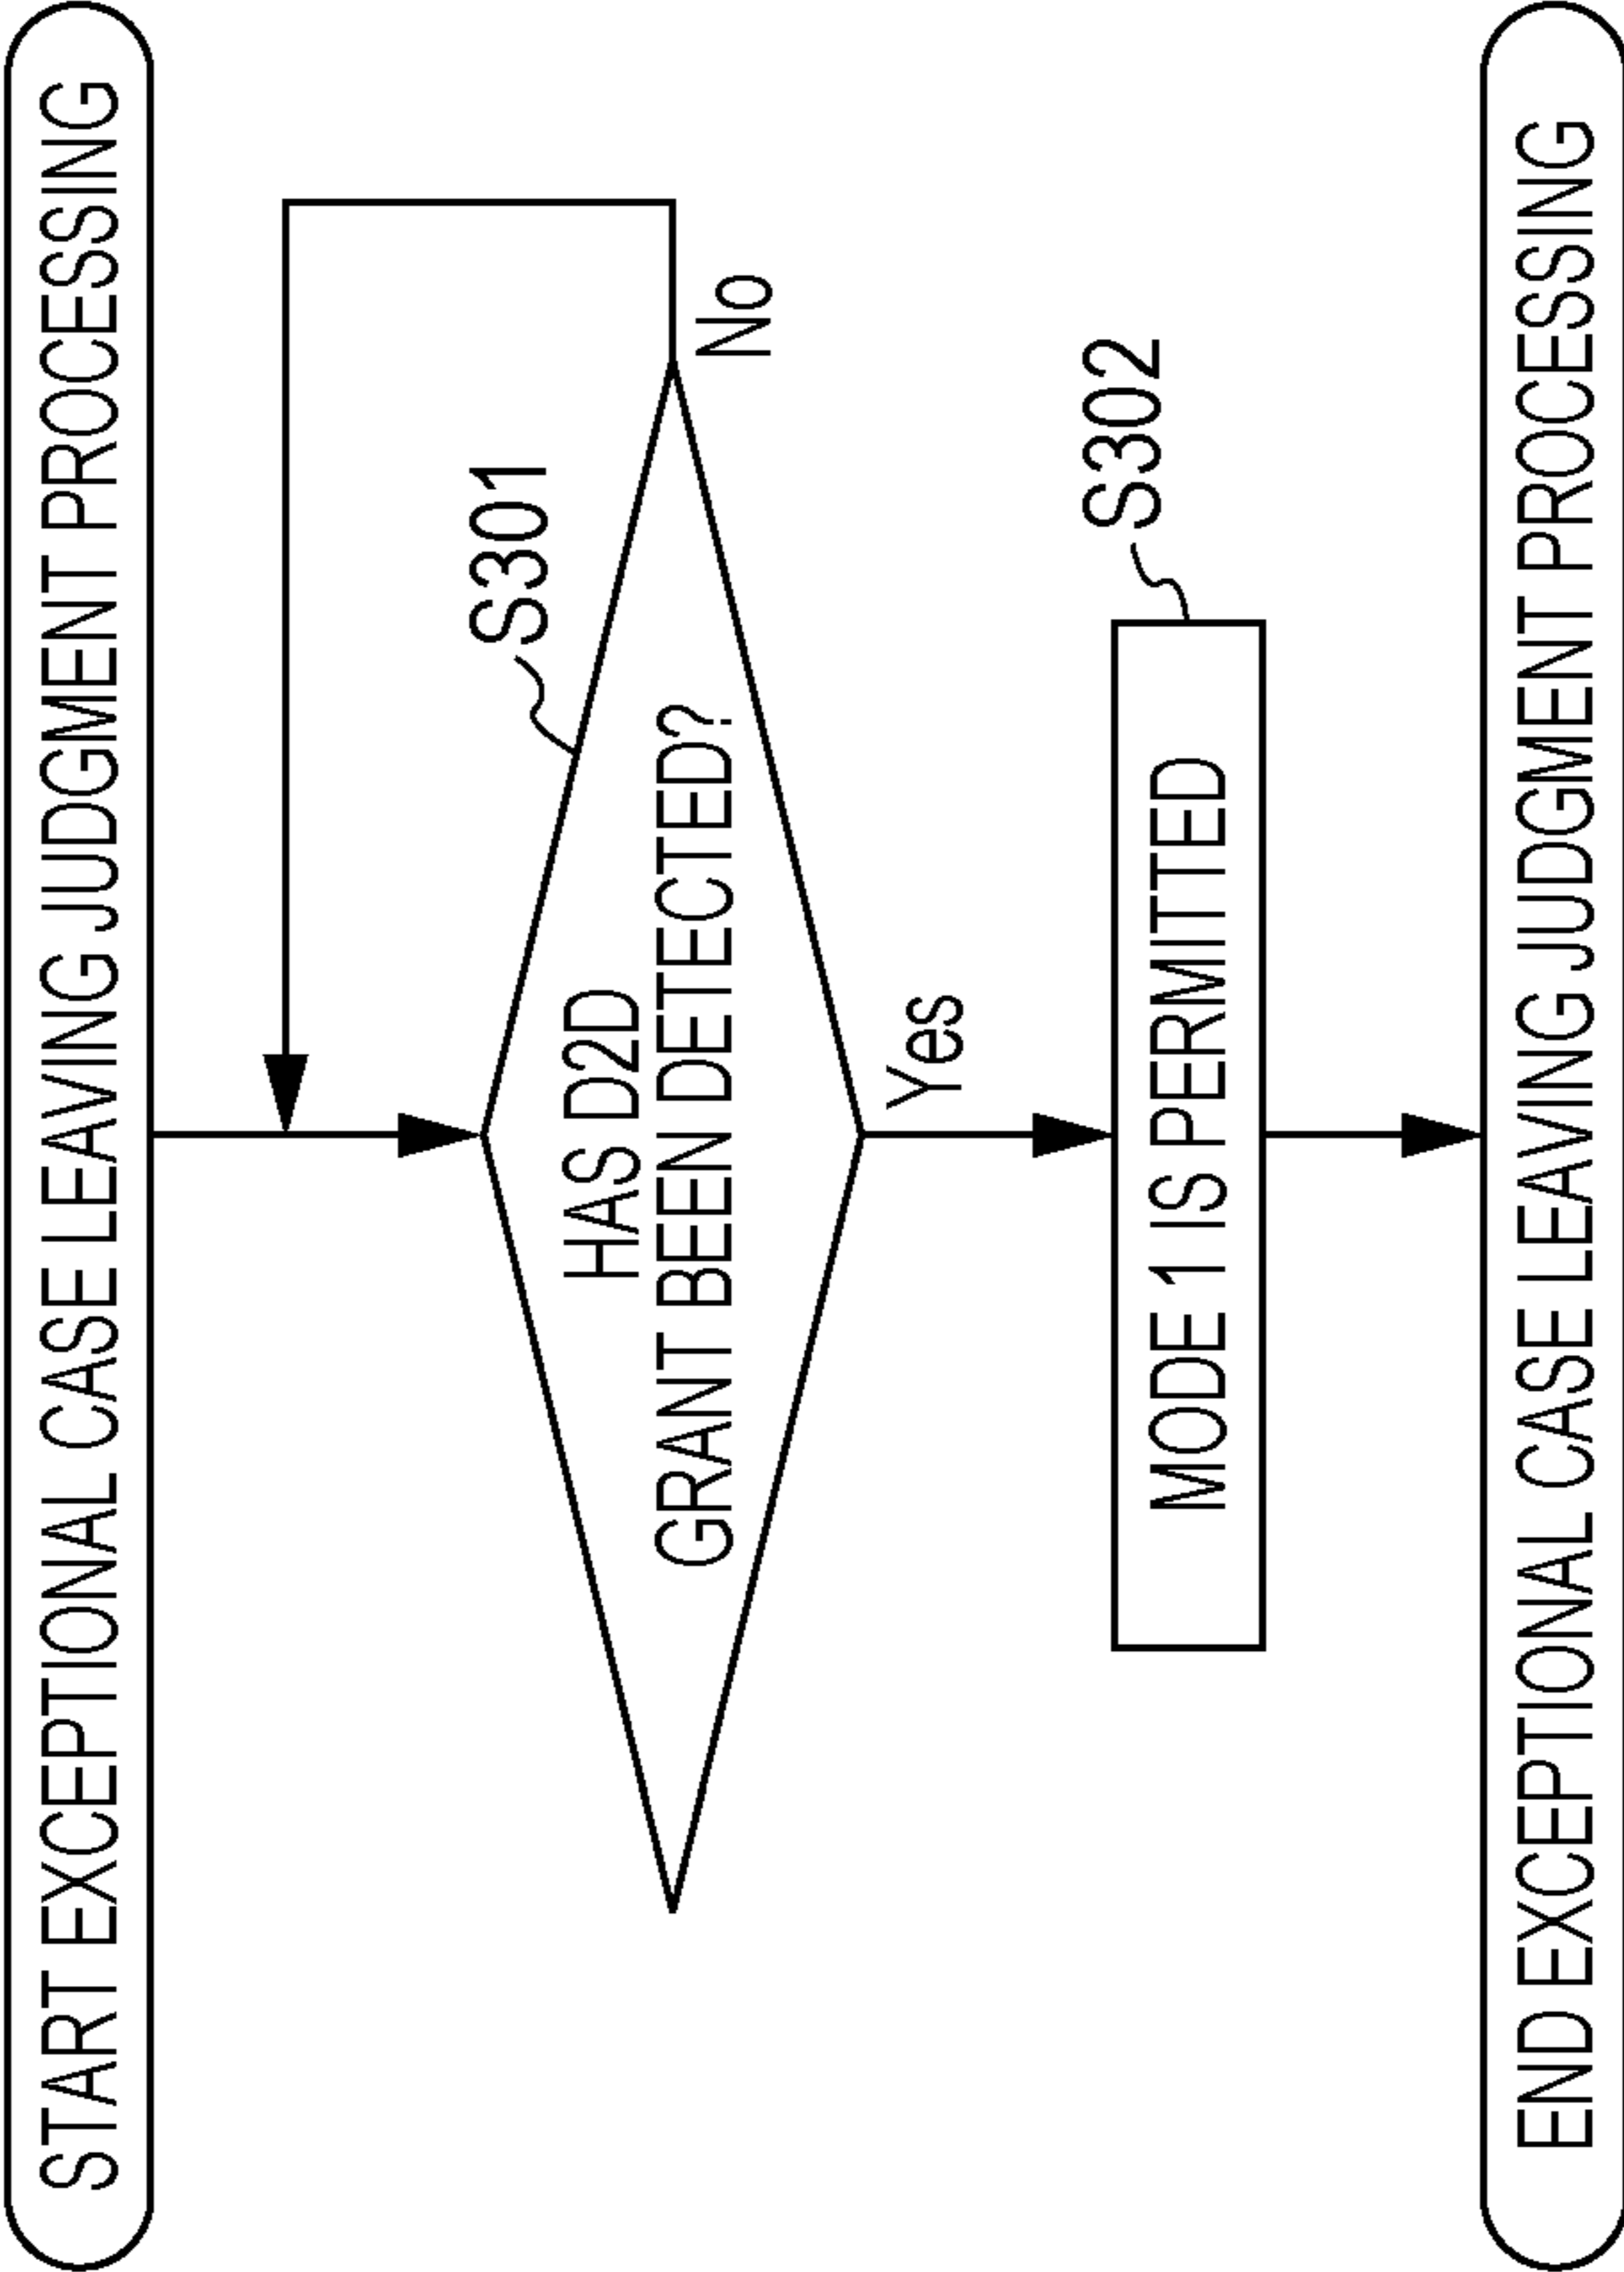 START EXCEPTIONAL CASE LEAVING JUDGMENT PROCESSING
S301
HAS D2D
GRANT BEEN DETECTED?
No
Yes
S302
MODE 1 IS PERMITTED
END EXCEPTIONAL CASE LEAVING JUDGMENT PROCESSING